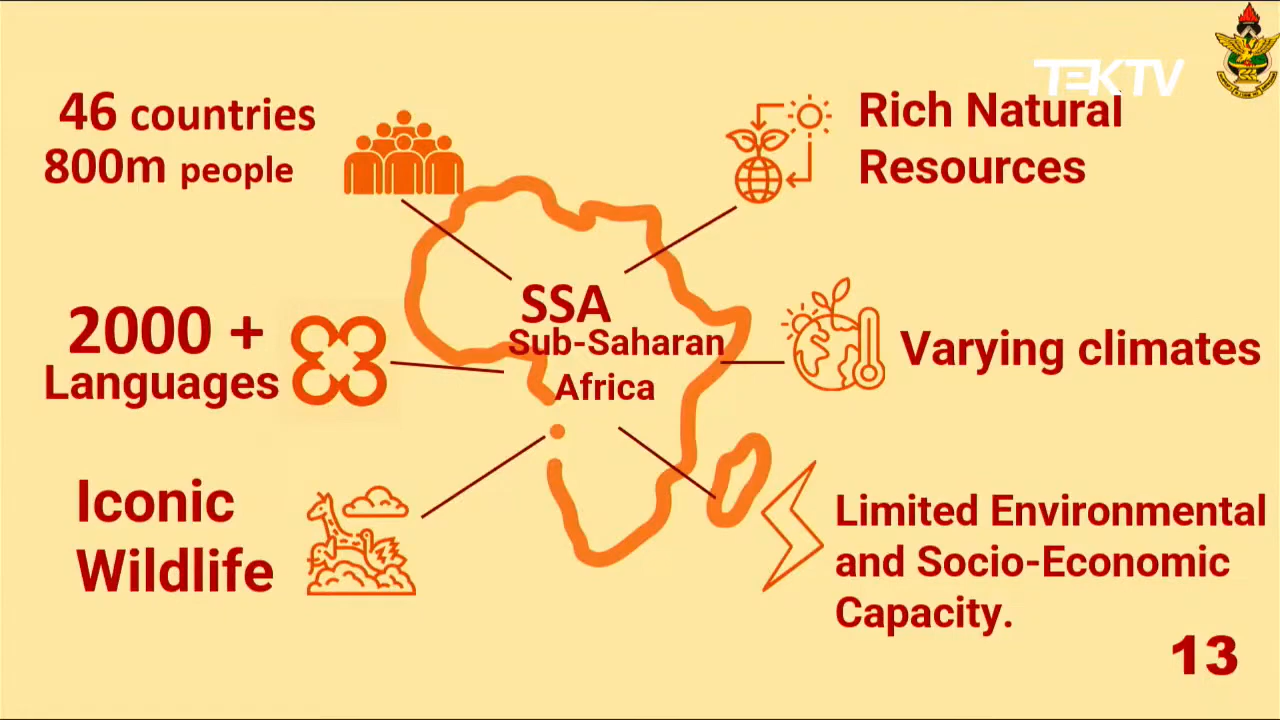 TEKTV
46 countries
800m people
Rich Natural
Resources
SSA
Sub-Saharan
Africa
2000 +
Languages
Varying climates
Iconic
Wildlife
Limited Environmental
and Socio-Economic
Capacity.
13